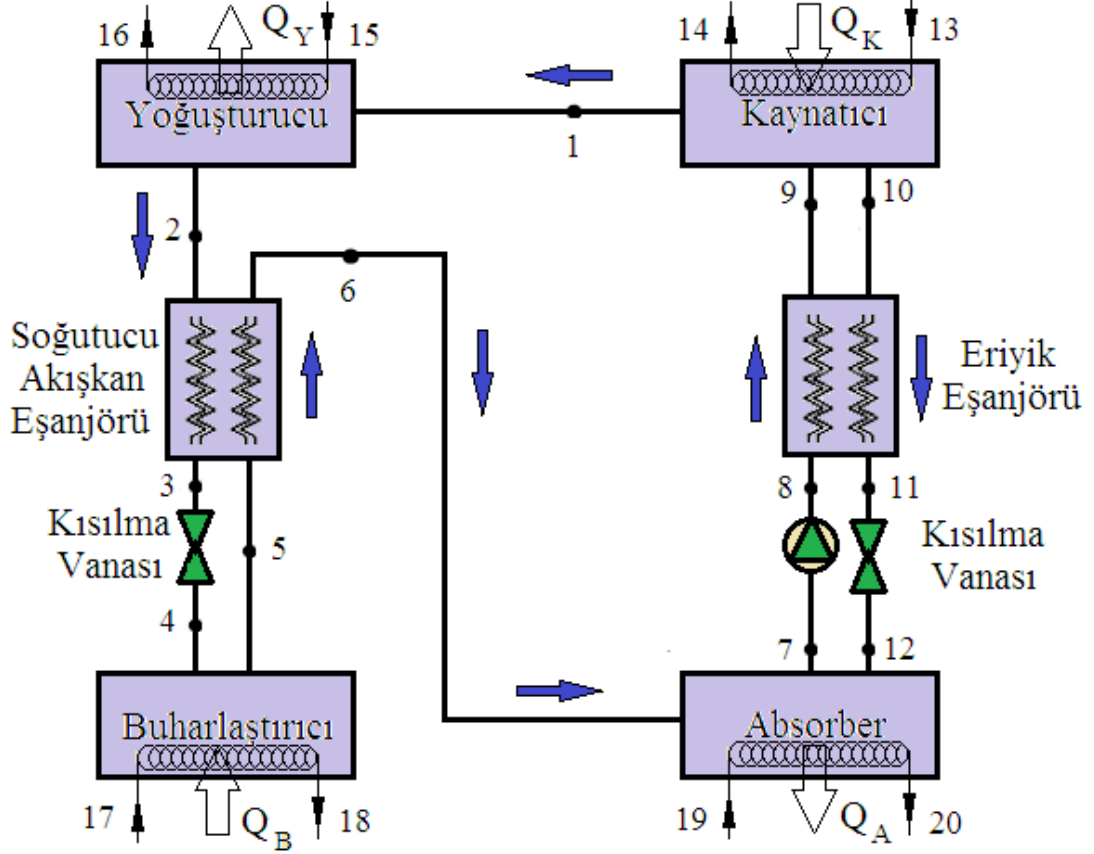 16
Q Y
15
14
Q K
13
Yoğuşturucu
Kaynatıcı
1
2
9
10
6
Soğutucu
Akışkan
Eşanjörü
Eriyik
Eşanjörü
3
8
11
Kısılma
Vanası
5
Kısılma
Vanası
4
7
12
Buharlaştırıcı
Absorber
17
Q B
18
19
Q A
20